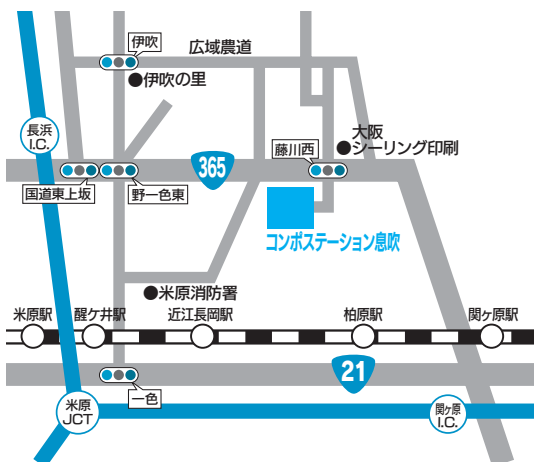 伊吹
広域農道
●伊吹の里
長浜
I.C.
大阪
●シーリング印刷
藤川西
365
国道東上坂
野一色東
コンポステーション息吹
●米原消防署
米原駅
醒ケ井駅
近江長岡駅
柏原駅
関ヶ原駅
21
一色
米原
JCT
関ヶ原
I.C.